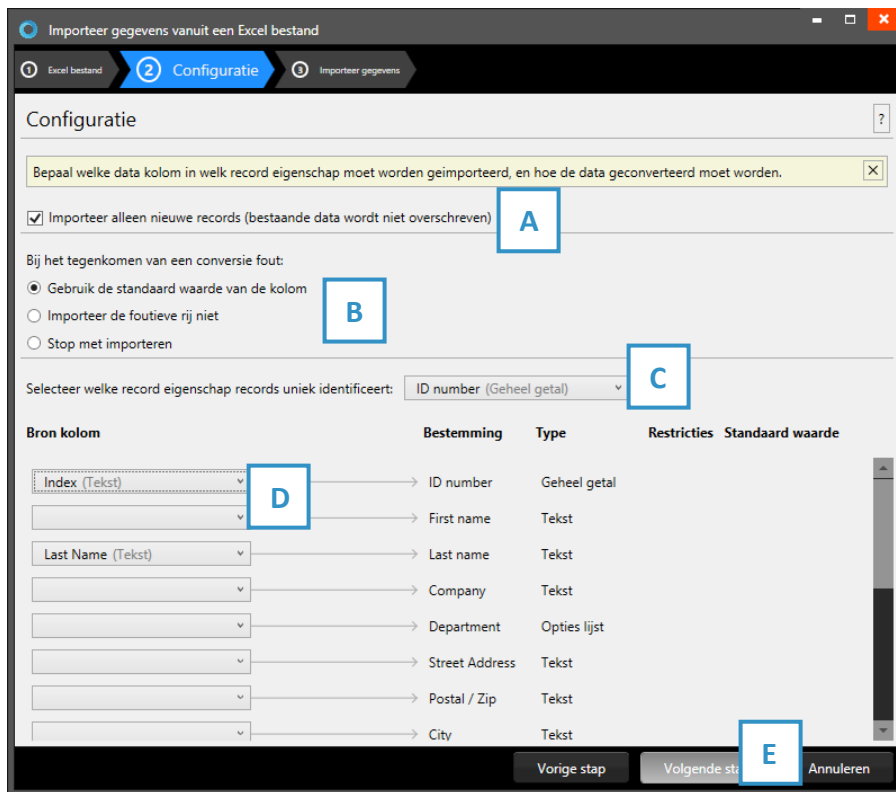 Importeer gegevens vanuit een Excel bestand
1 Excel bestand 2 Configuratie 3 Importeer gegevens
Configuratie
?
Bepaal welke data kolom in welk record eigenschap moet worden geimporteerd, en hoe de data geconverteerd moet worden.
Importeer alleen nieuwe records (bestaande data wordt niet overschreven)
A
Bij het tegenkomen van een conversie fout:
Gebruik de standaard waarde van de kolom
Importeer de foutieve rij niet
Stop met importeren
B
Selecteer welke record eigenschap records uniek identificeert: ID number (Geheel getal)
C
Bron kolom Bestemming Type Restricties Standaard waarde
Index (Tekst) ID number Geheel getal
D
First name Tekst
Last Name (Tekst) Last name Tekst
Company Tekst
Department Opties lijst
Street Address Tekst
Postal / Zip Tekst
City Tekst
Vorige stap Volgende E Annuleren